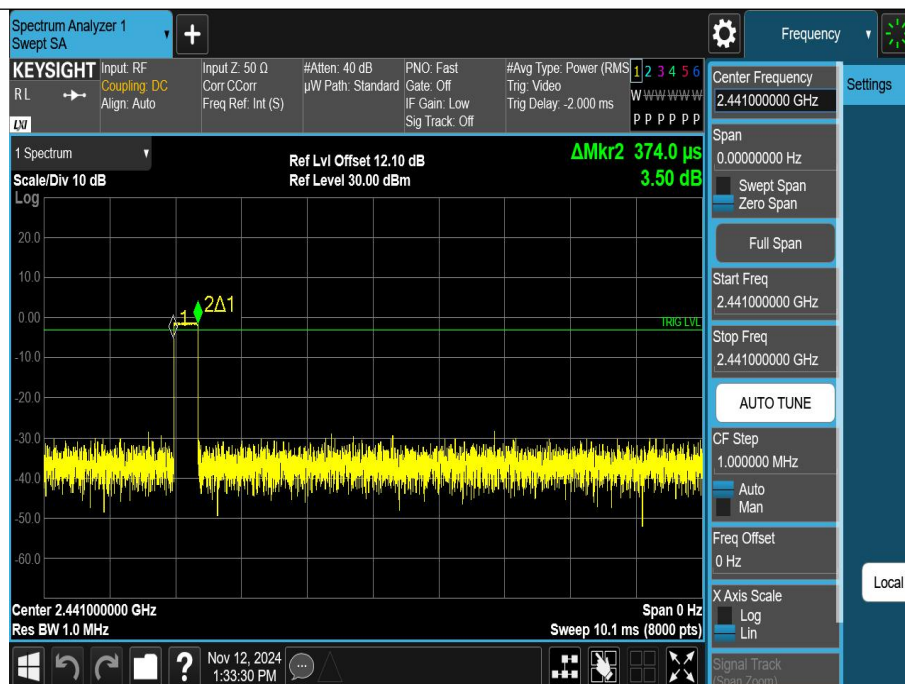 Spectrum Analyzer 1
Swept SA
+
Frequency
KEYSIGHT
RL
LXI
Input: RF
Coupling: DC
Align: Auto
Input Z: 50 Ω
Corr CCorr
Freq Ref: Int (S)
#Atten: 40 dB
µW Path: Standard
PNO: Fast
Gate: Off
IF Gain: Low
Sig Track: Off
#Avg Type: Power (RMS
Trig: Video
Trig Delay: -2.000 ms
1 2 3 4 5 6
W W W W W W
P P P P P P
1 Spectrum
Scale/Div 10 dB
Log
Ref Lvl Offset 12.10 dB
Ref Level 30.00 dBm
ΔMkr2 374.0 µs
3.50 dB
20.0
10.0
0.00
-10.0
-20.0
-30.0
-40.0
-50.0
-60.0
1
2Δ1
TRIG LVL
Center 2.441000000 GHz
Res BW 1.0 MHz
Span 0 Hz
Sweep 10.1 ms (8000 pts)
?
Nov 12, 2024
1:33:30 PM
Center Frequency
2.441000000 GHz
Span
0.00000000 Hz
Swept Span
Zero Span
Full Span
Start Freq
2.441000000 GHz
Stop Freq
2.441000000 GHz
AUTO TUNE
CF Step
1.000000 MHz
Auto
Man
Freq Offset
0 Hz
X Axis Scale
Log
Lin
Signal Track
(Span Zoom)
Settings
Local